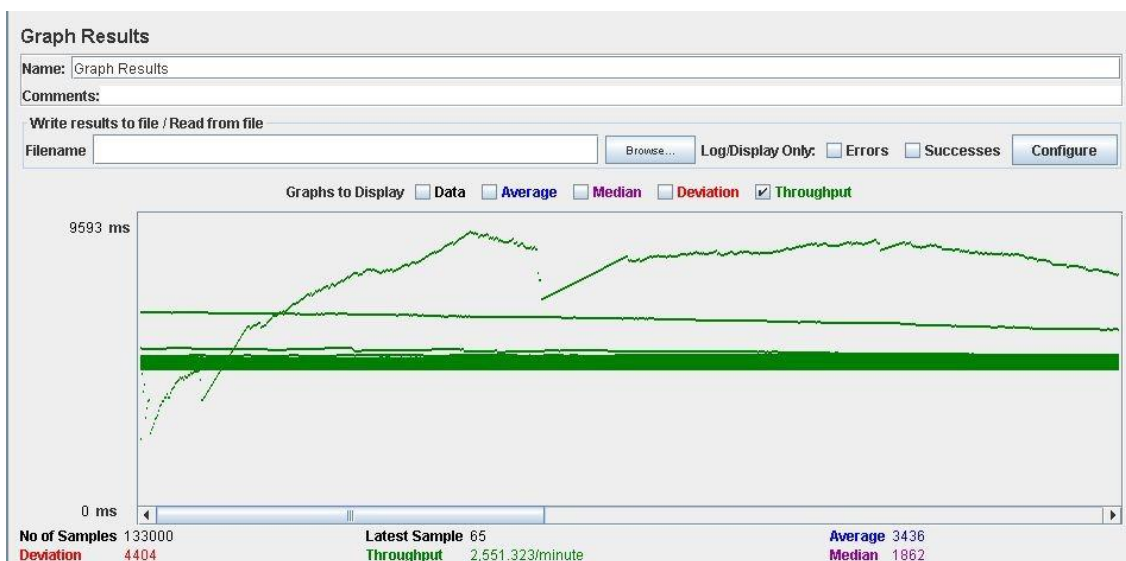 Graph Results
Name: Graph Results
Comments:
Write results to file / Read from file
Filename Browse... Log/Display Only: Errors Successes Configure
Graphs to Display Data Average Median Deviation Throughput
9593 ms
0 ms
No of Samples 133000 Latest Sample 65 Average 3436
Deviation 4404 Throughput 2,551.323/minute Median 1862